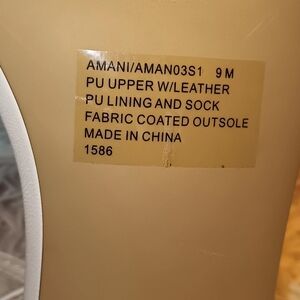 AMANI/AMAN03S1 9 M
PU UPPER W/LEATHER
PU LINING AND SOCK
FABRIC COATED OUTSOLE
MADE IN CHINA
1586